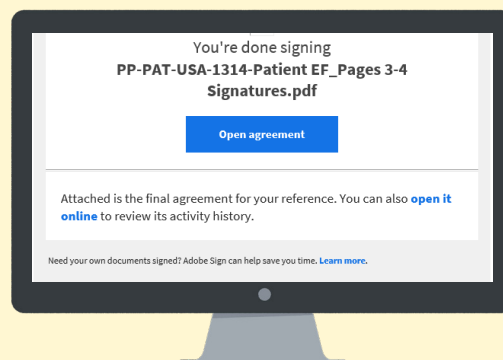 You're done signing
PP-PAT-USA-1314-Patient EF_Pages 3-4
Signatures.pdf
Open agreement
Attached is the final agreement for your reference. You can also open it
online to review its activity history.
Need your own documents signed? Adobe Sign can help save you time. Learn more.